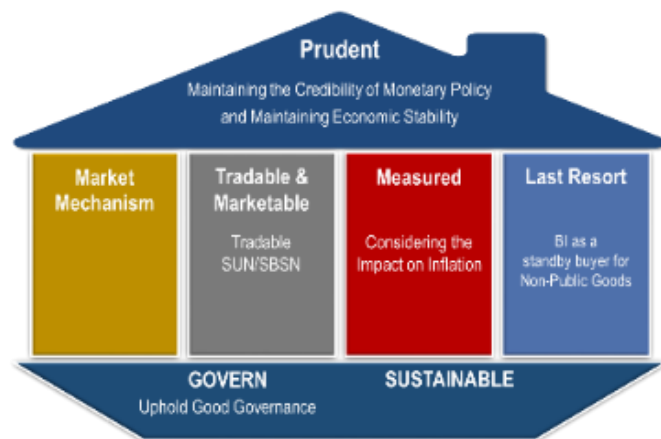 Prudent
Maintaining the Credibility of Monetary Policy
and Maintaining Economic Stability
Market
Mechanism
Tradable &
Marketable
Tradable
SUN/SBSN
Measured
Considering the
Impact on Inflation
Last Resort
BI as a
standby buyer for
Non-Public Goods
GOVERN
Uphold Good Governance
SUSTAINABLE